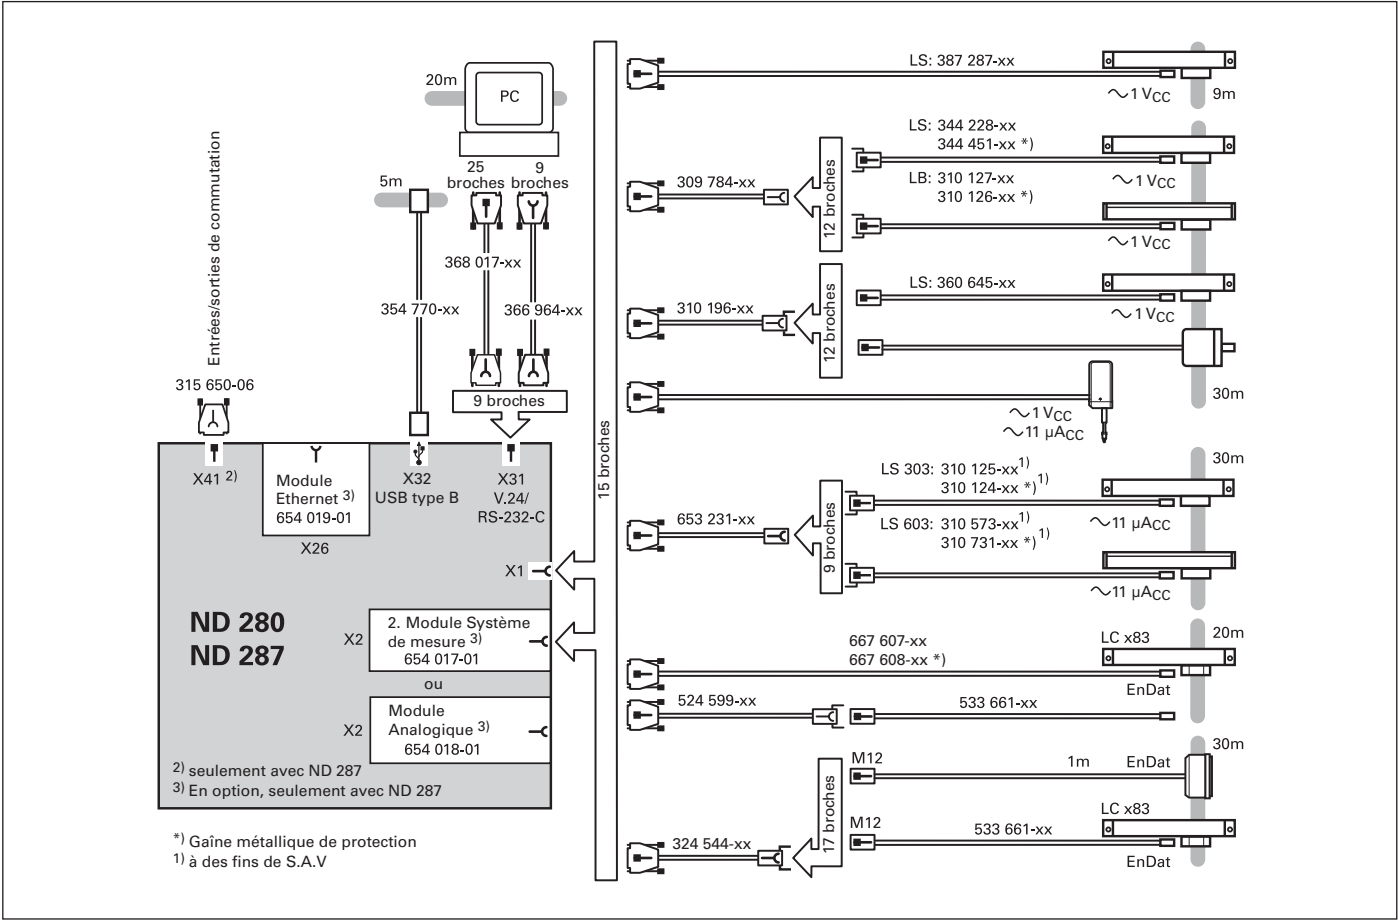 20m
PC
25
broches
9
broches
5m
368 017-xx
354 770-xx
366 964-xx
Entrées/sorties de commutation
315 650-06
9 broches
X41 2)
Module
Ethernet 3)
654 019-01
X26
X32
USB type B
X31
V.24/
RS-232-C
X1
ND 280
ND 287
X2
2. Module Système
de mesure 3)
654 017-01
ou
X2
Module
Analogique 3)
654 018-01
2) seulement avec ND 287
3) En option, seulement avec ND 287
*) Gaîne métallique de protection
1) à des fins de S.A.V
15 broches
LS: 387 287-xx
~ 1 VCC
9m
309 784-xx
12 broches
LS: 344 228-xx
344 451-xx *)
~ 1 VCC
LB: 310 127-xx
310 126-xx *)
~ 1 VCC
310 196-xx
12 broches
LS: 360 645-xx
~ 1 VCC
30m
~ 1 VCC
~ 11 µACC
30m
653 231-xx
9 broches
LS 303: 310 125-xx1)
310 124-xx *)1)
~ 11 µACC
LS 603: 310 573-xx1)
310 731-xx *)1)
~ 11 µACC
667 607-xx
667 608-xx *)
LC x83
20m
EnDat
524 599-xx
533 661-xx
30m
M12
1m
EnDat
17 broches
324 544-xx
M12
533 661-xx
LC x83
EnDat